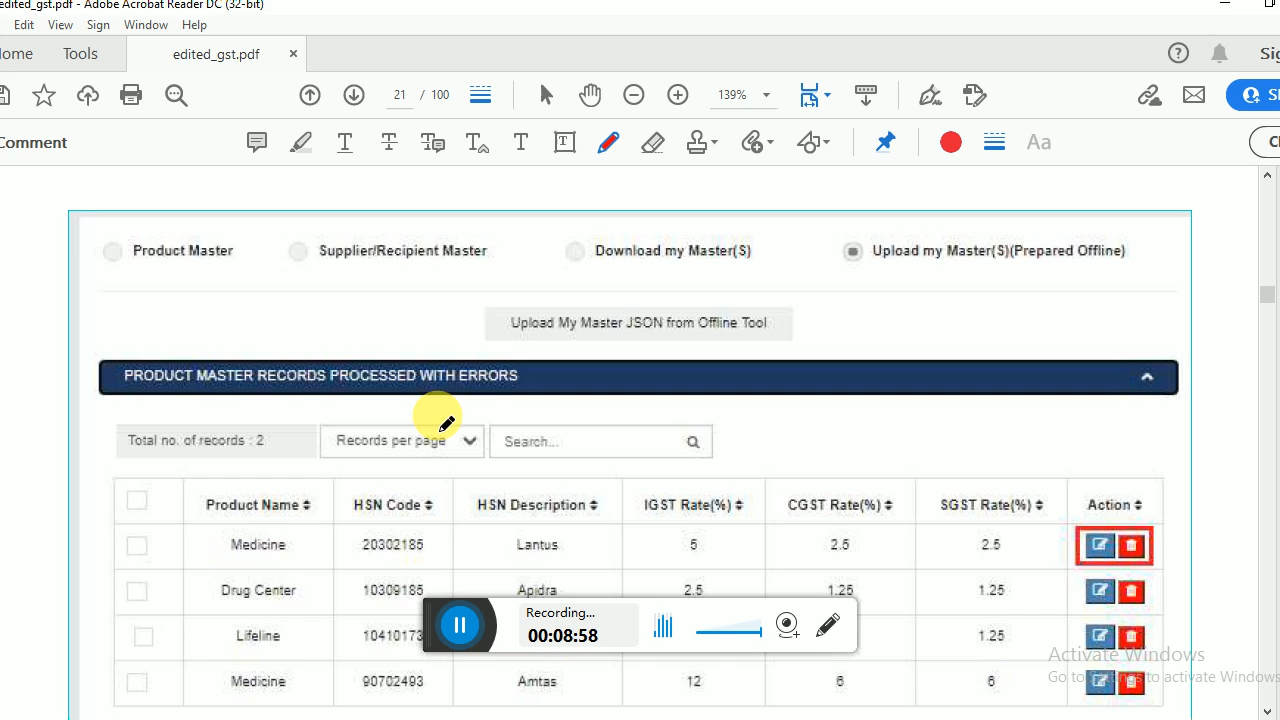 edited_gst.pdf - Adobe Acrobat Reader DC (32-bit)
Edit View Sign Window Help
Tools edited_gst.pdf ×
21 / 100 139%
Comment Aa
Product Master Supplier/Recipient Master Download my Master(S) Upload my Master(S)(Prepared Offline)
Upload My Master JSON from Offline Tool
PRODUCT MASTER RECORDS PROCESSED WITH ERRORS
Total no. of records : 2 Records per page Search...
Product Name HSN Code HSN Description IGST Rate(%) CGST Rate(%) SGST Rate(%) Action
Medicine 20302185 Lantus 5 2.5 2.5
Drug Center 10309185 Apidra 2.5 1.25 1.25
Recording...
00:08:58
Lifeline 10410173 1.25
Activate Windows
Go to Settings to activate Windows
Medicine 90702493 Amtas 12 6 6